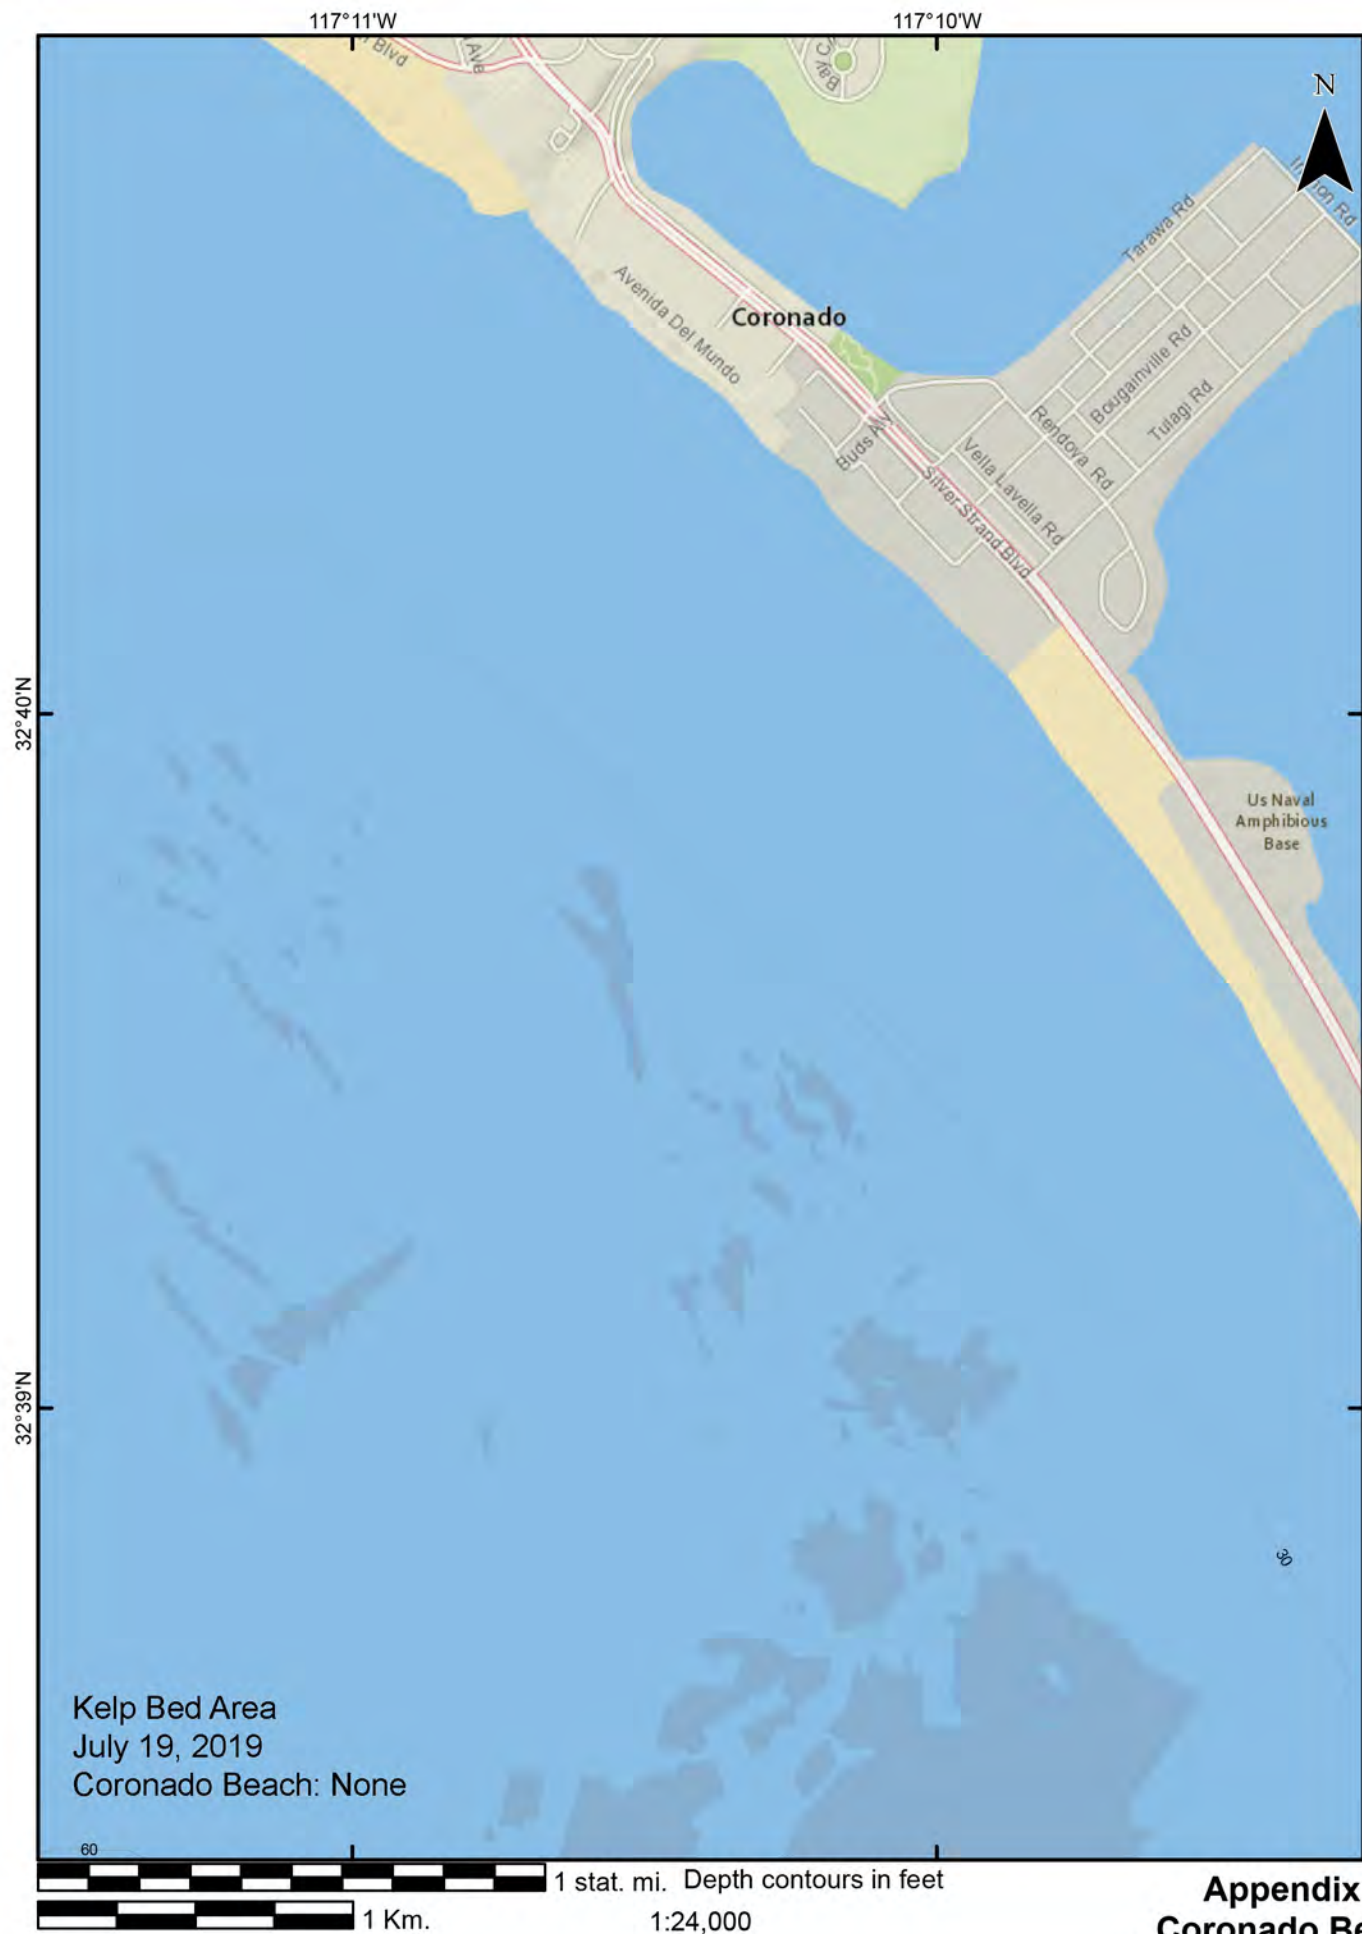 117°11'W
117°10'W
Blvd
Ave
Bay C
N
Tarawa Rd
Avenida Del Mundo
Coronado
Bougainville Rd
Tulagi Rd
Rendova Rd
Buds Aly
Vella Lavella Rd
Silver Strand Blvd
32°40'N
Us Naval
Amphibious
Base
32°39'N
30
Kelp Bed Area
July 19, 2019
Coronado Beach: None
60
1 stat. mi. Depth contours in feet
1 Km.
1:24,000
Appendix
Coronado Be